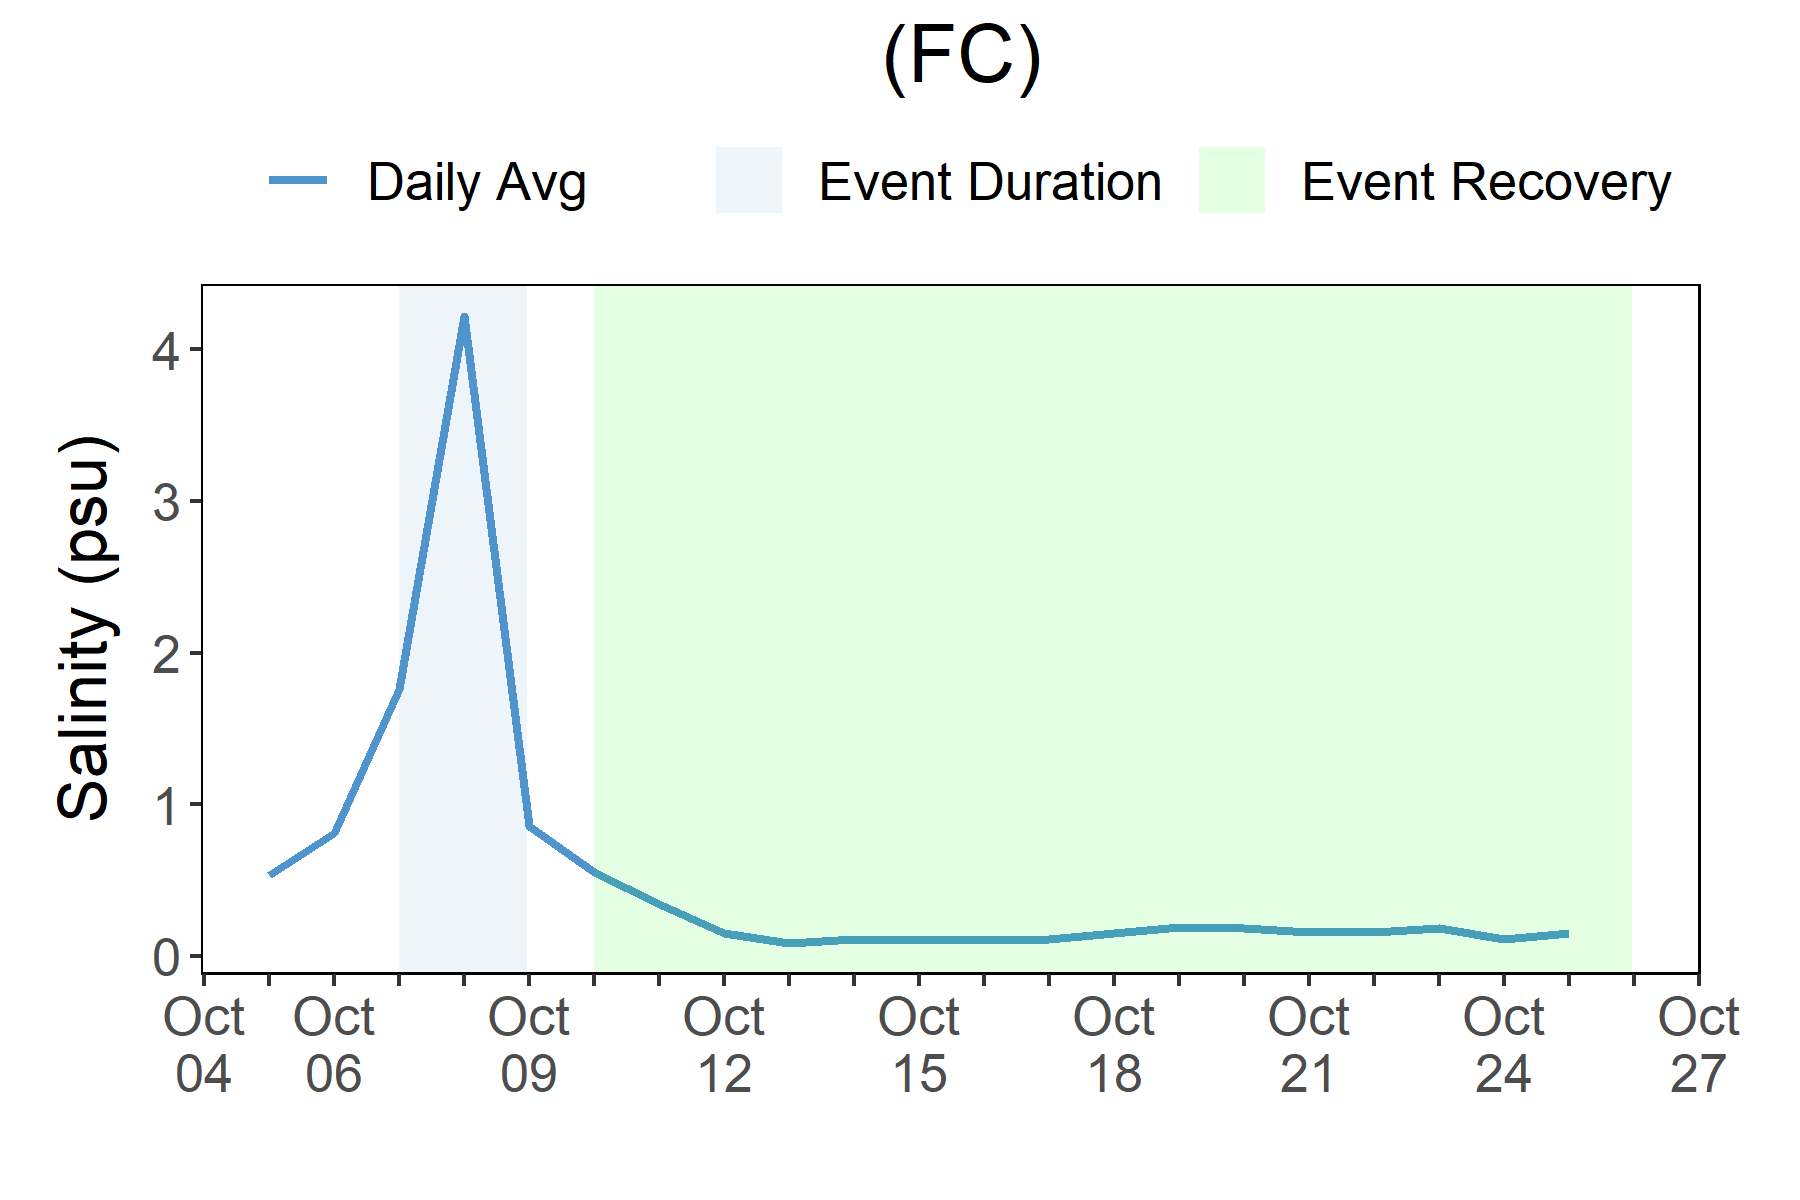 (FC)
Daily Avg Event Duration Event Recovery
Salinity (psu)
4
3
2
1
0
Oct Oct Oct Oct Oct Oct Oct Oct Oct
04 06 09 12 15 18 21 24 27